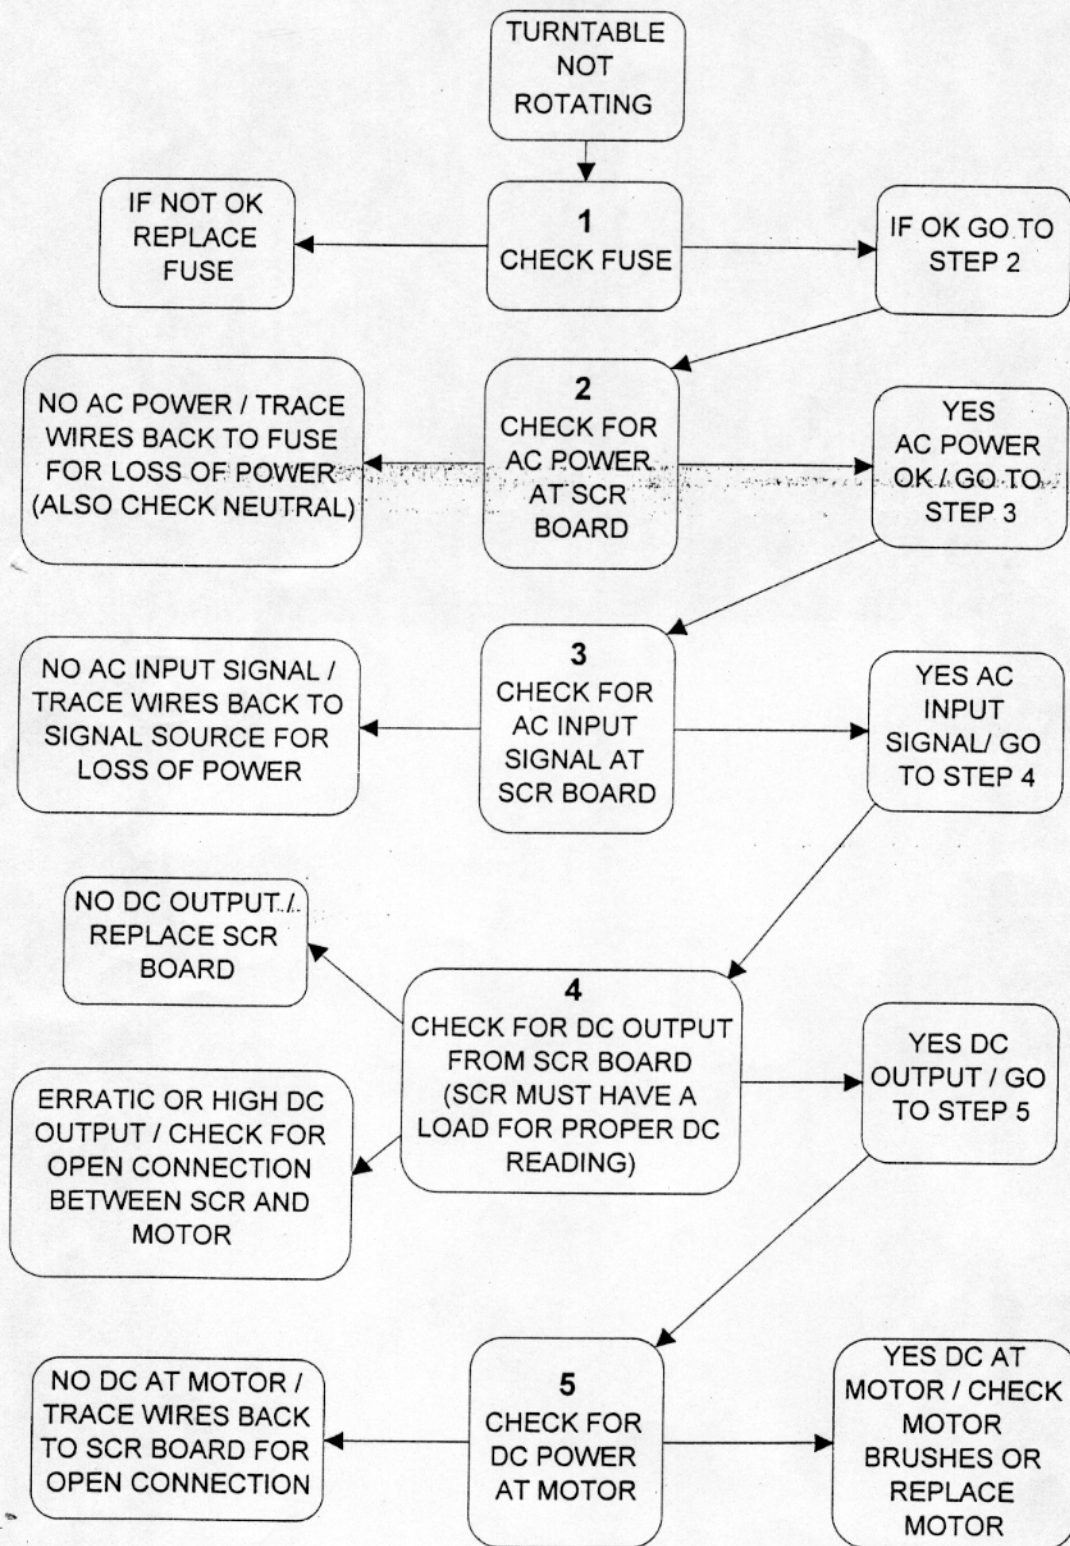 TURNTABLE
NOT
ROTATING
IF NOT OK
REPLACE
FUSE
1
CHECK FUSE
IF OK GO TO
STEP 2
NO AC POWER / TRACE
WIRES BACK TO FUSE
FOR LOSS OF POWER
(ALSO CHECK NEUTRAL)
2
CHECK FOR
AC POWER
AT SCR
BOARD
YES
AC POWER
OK / GO TO
STEP 3
NO AC INPUT SIGNAL /
TRACE WIRES BACK TO
SIGNAL SOURCE FOR
LOSS OF POWER
3
CHECK FOR
AC INPUT
SIGNAL AT
SCR BOARD
YES AC
INPUT
SIGNAL/ GO
TO STEP 4
NO DC OUTPUT /
REPLACE SCR
BOARD
4
CHECK FOR DC OUTPUT
FROM SCR BOARD
(SCR MUST HAVE A
LOAD FOR PROPER DC
READING)
ERRATIC OR HIGH DC
OUTPUT / CHECK FOR
OPEN CONNECTION
BETWEEN SCR AND
MOTOR
YES DC
OUTPUT / GO
TO STEP 5
NO DC AT MOTOR /
TRACE WIRES BACK
TO SCR BOARD FOR
OPEN CONNECTION
5
CHECK FOR
DC POWER
AT MOTOR
YES DC AT
MOTOR / CHECK
MOTOR
BRUSHES OR
REPLACE
MOTOR